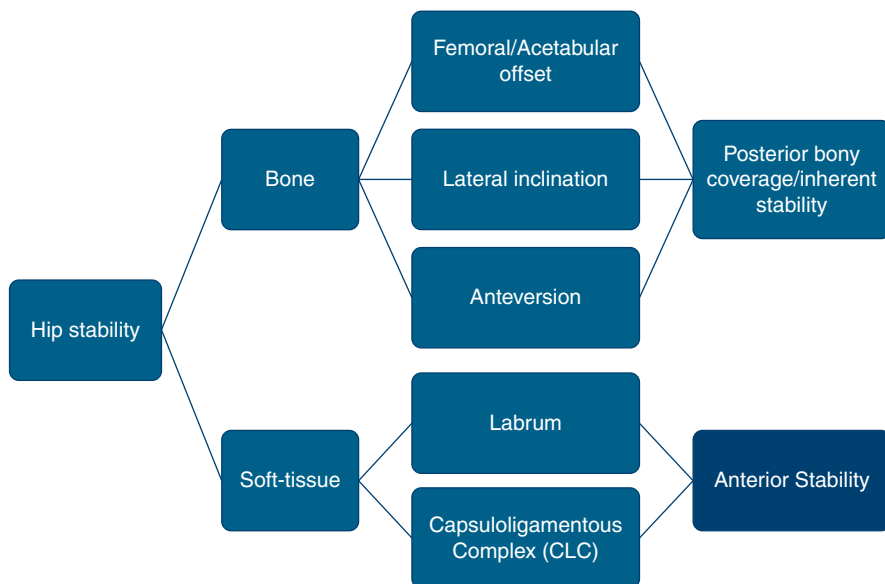 Femoral/Acetabular
offset
Bone
Lateral inclination
Posterior bony
coverage/inherent
stability
Anteversion
Hip stability
Labrum
Soft-tissue
Anterior Stability
Capsuloligamentous
Complex (CLC)